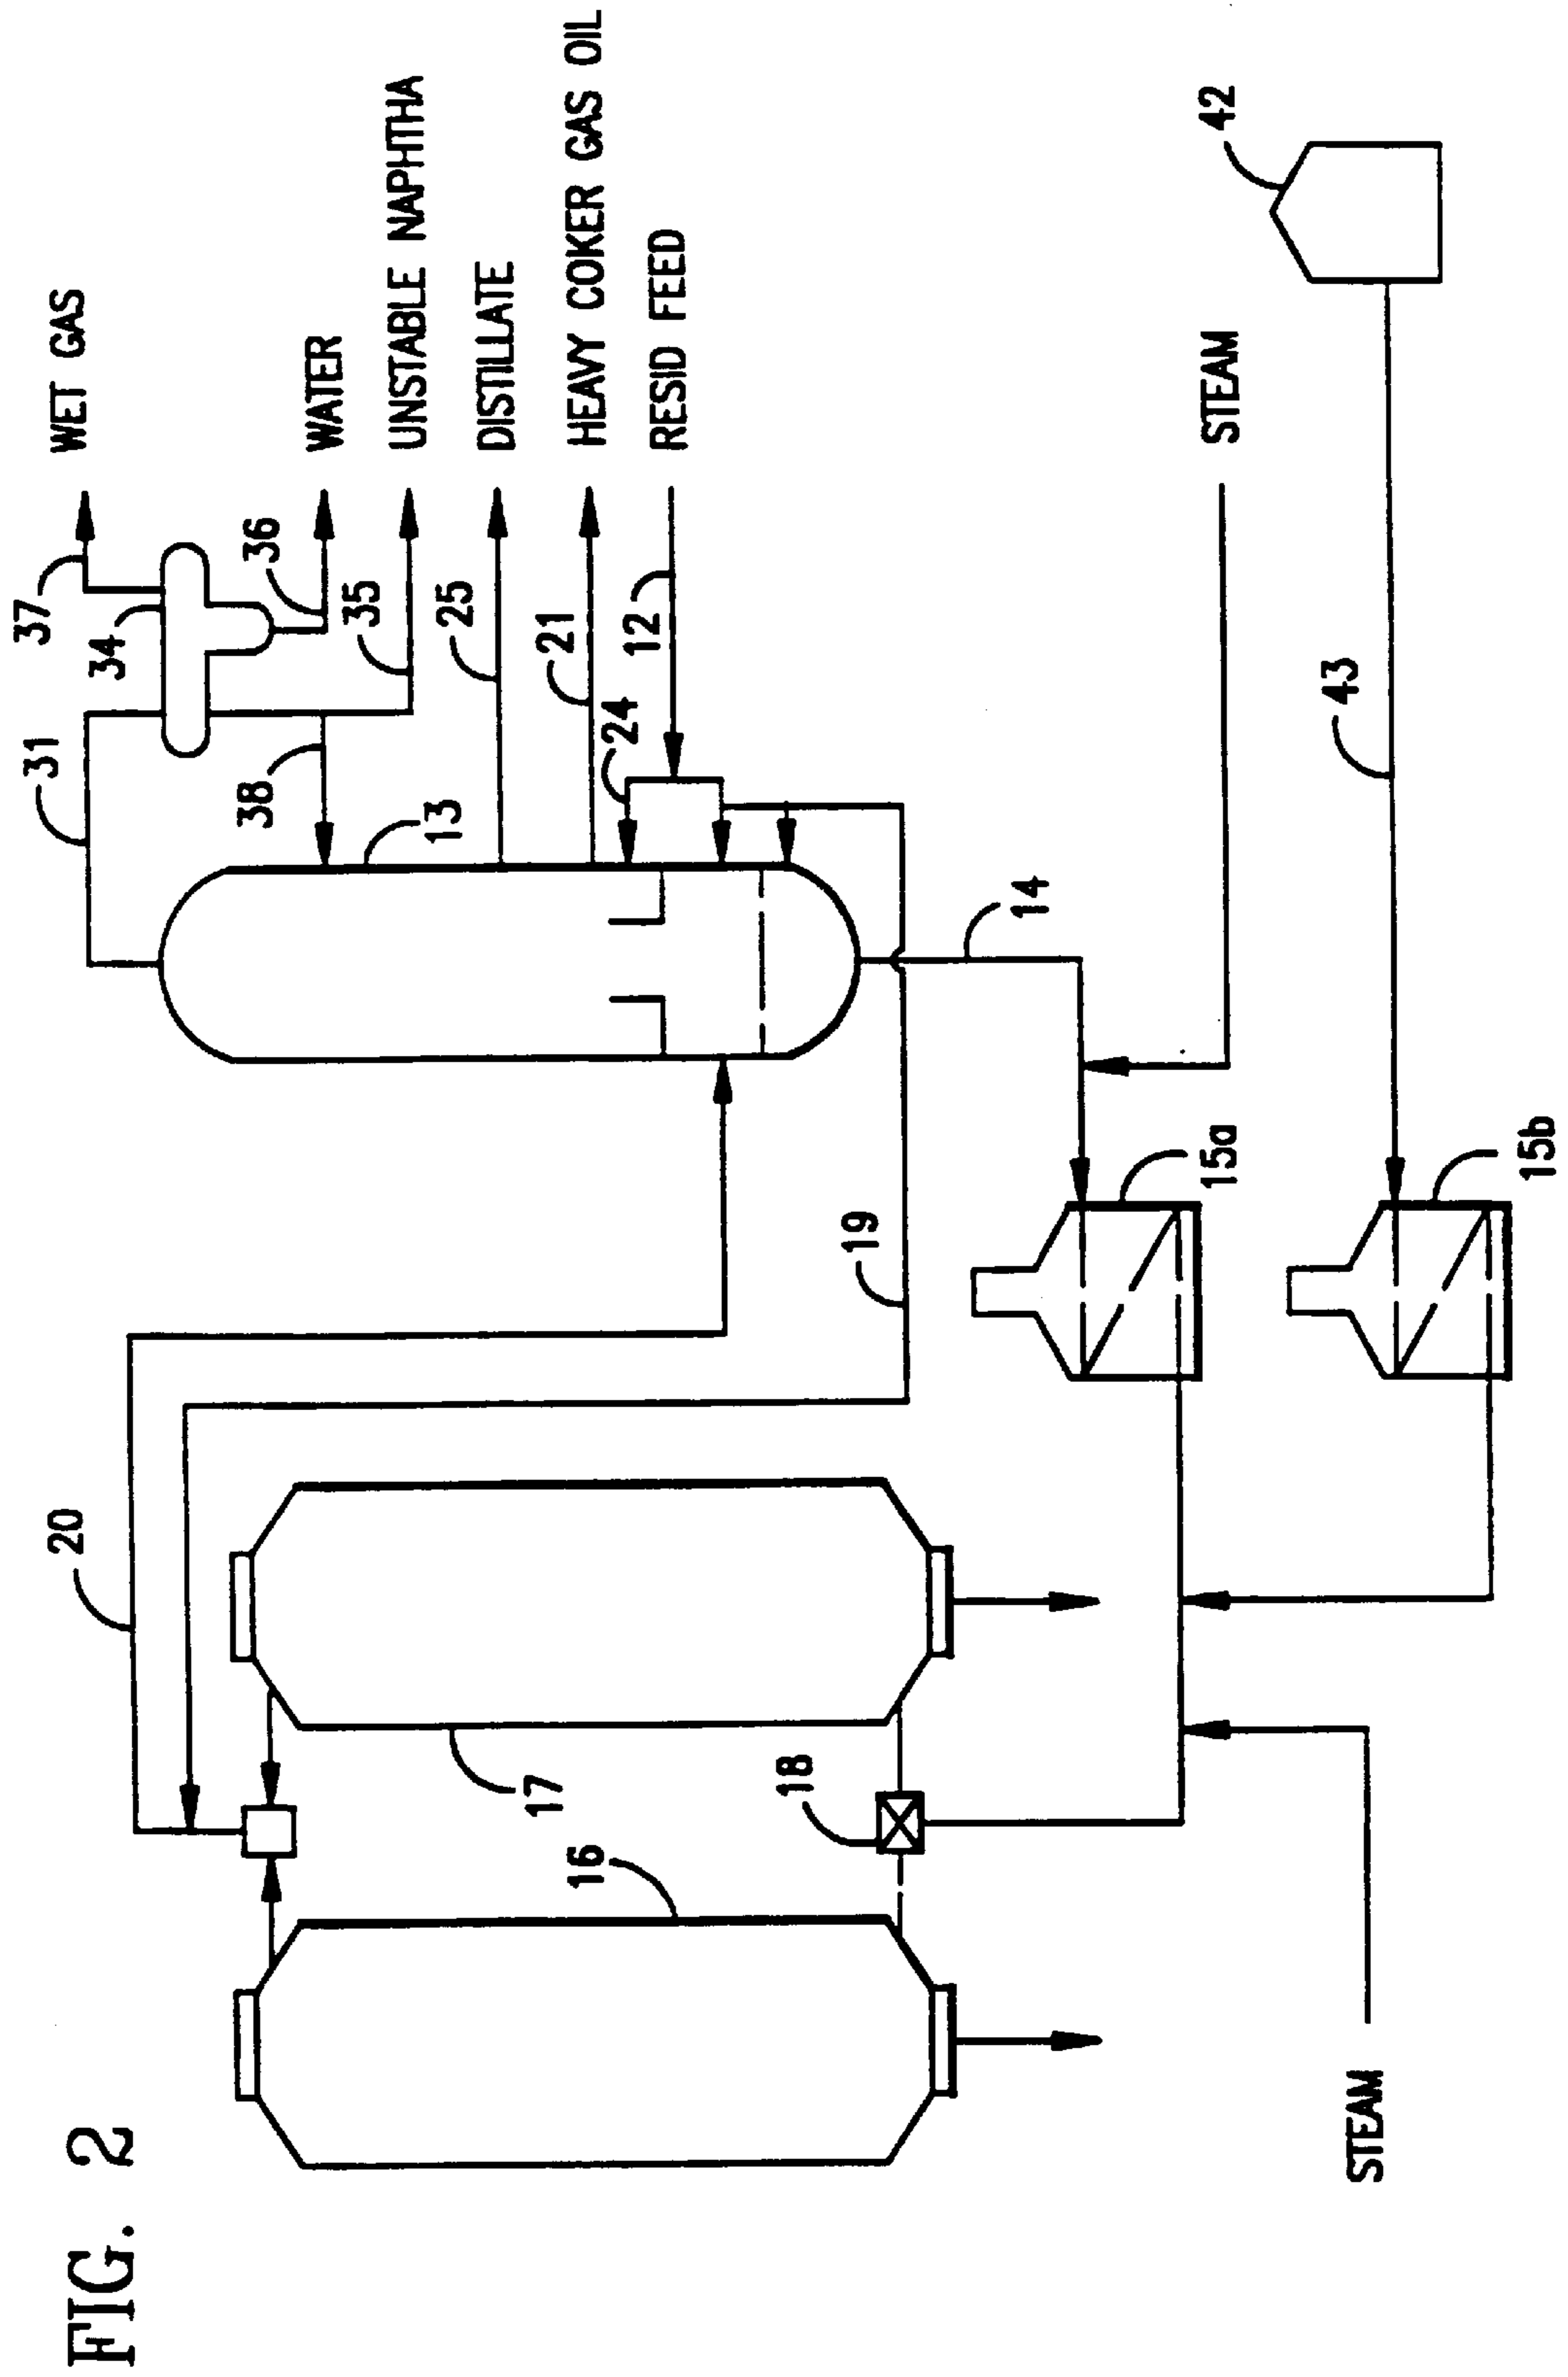 FIG. 2
WET GAS
WATER
UNSTABLE NAPHTHA
DISTILLATE
HEAVY COKER GAS OIL
RESID FEED
STEAM
STEAM
37
34
36
31
35
38
25
13
21
24
12
20
19
14
17
16
18
15a
15b
42
43